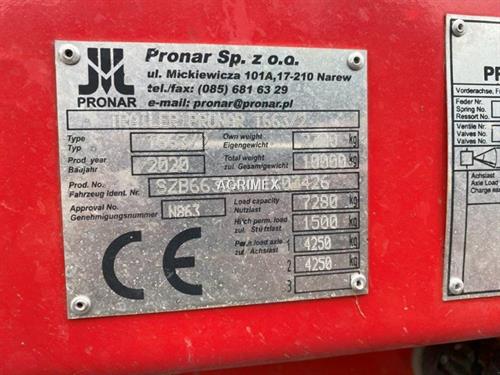 Pronar Sp. z o.o.
ul. Mickiewicza 101A,17-210 Narew
tel./fax: (085) 681 63 29
e-mail: pronar@pronar.pl
PRONAR
TRAILER PRONAR T663
Type
Typ
Own weight
Eigengewicht
kg
Prod year
Baujahr
2020
Total weight
zul. Gesamtgewicht
10000 kg
Prod. No.
Fahrzeug ident. Nr.
AGRIMEX
Approval No.
Genehmigungsnummer
N863
Load capacity
Nutzlast
7280 kg
Hitch perm. load
zul. Stützlast
1500 kg
Perm load axle
zul. Achslast
1 4250 kg
2 4250 kg
3
CE
Vorderachse,
Feder Nr
Spring No.
Ressort No
Ventile Nr
Valves No.
Valves No.
Achslast
Axle Load
Charge